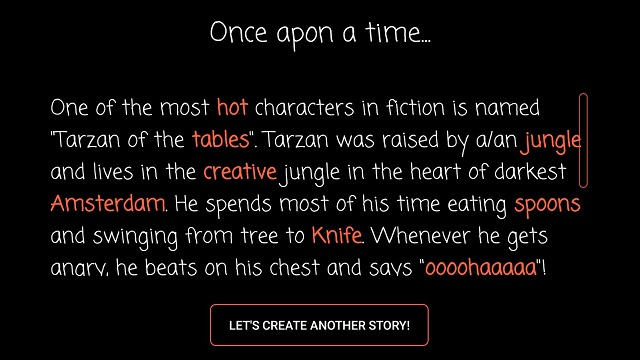 Once apon a time...
One of the most hot characters in fiction is named
"Tarzan of the tables". Tarzan was raised by a/an jungle
and lives in the creative jungle in the heart of darkest
Amsterdam. He spends most of his time eating spoons
and swinging from tree to Knife. Whenever he gets
angry, he beats on his chest and says "oooohaaaaa"!
LET'S CREATE ANOTHER STORY!